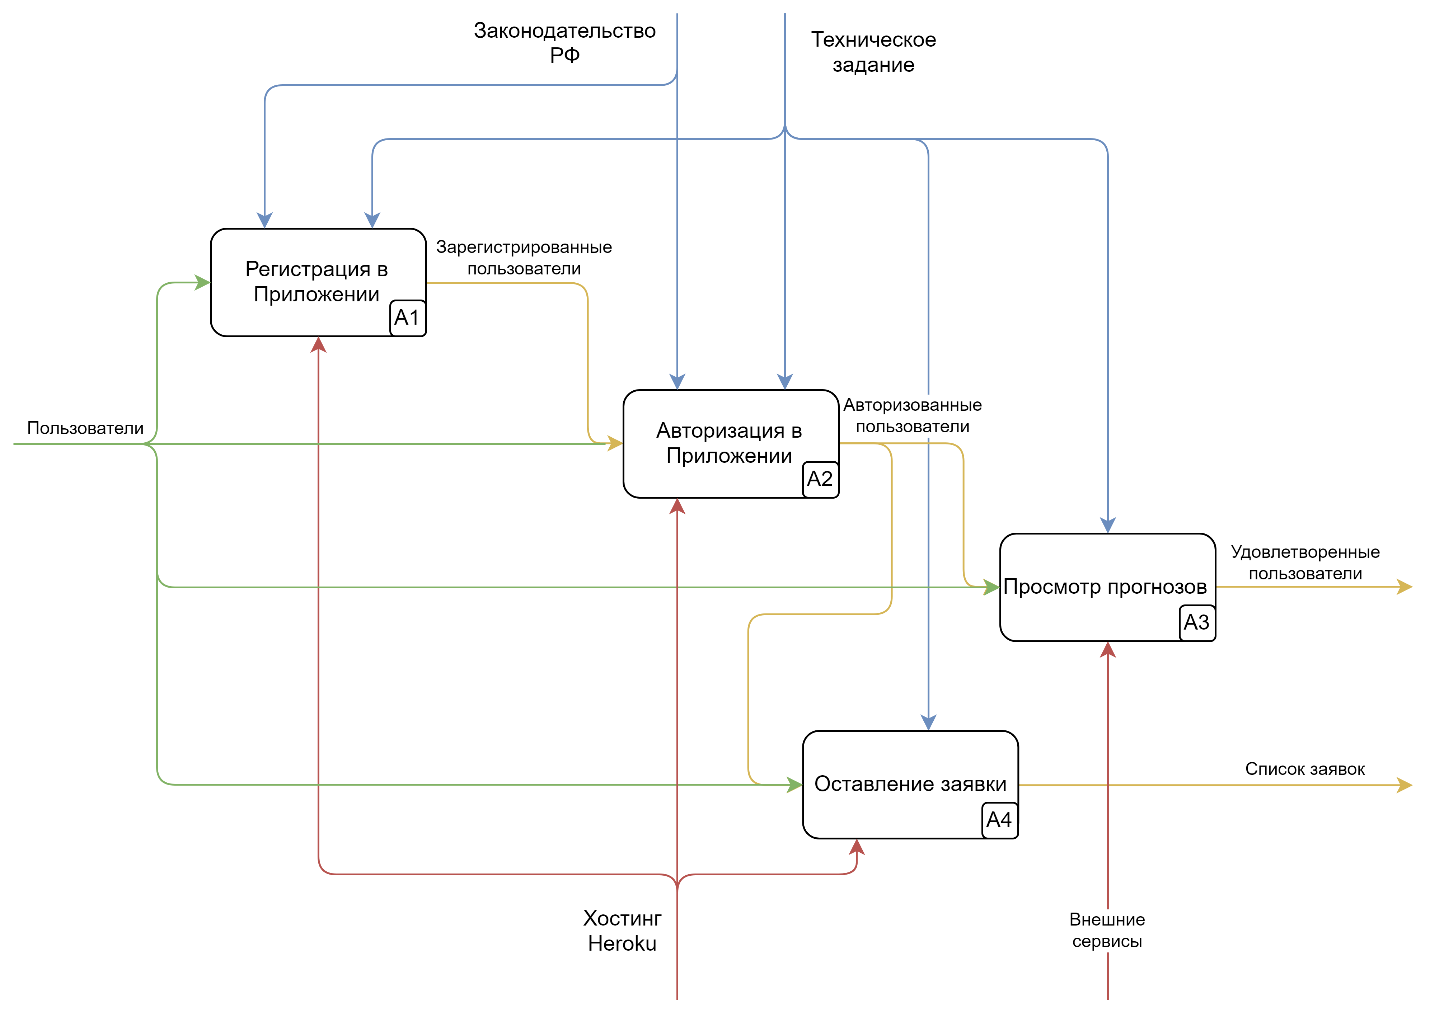 Законодательство
РФ
Техническое
задание
Зарегистрированные
пользователи
Регистрация в
Приложении
A1
Пользователи
Авторизованные
пользователи
Авторизация в
Приложении
A2
Удовлетворенные
пользователи
Просмотр прогнозов
A3
Список заявок
Оставление заявки
A4
Хостинг
Heroku
Внешние
сервисы